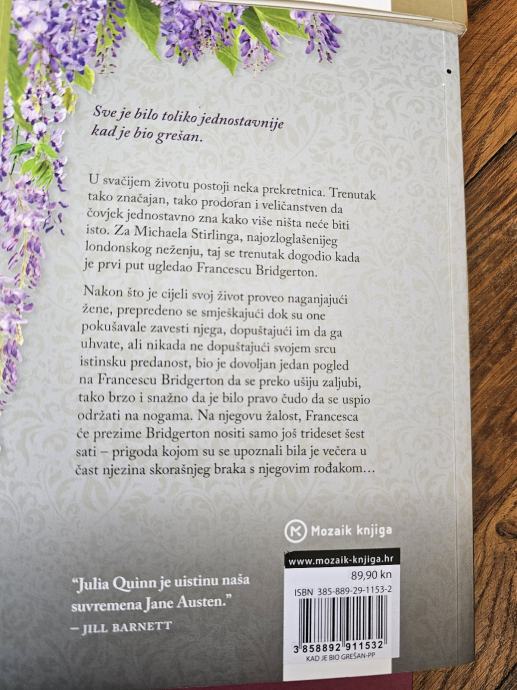 Sve je bilo toliko jednostavnije
kad je bio grešan.
U svačijem životu postoji neka prekretnica. Trenutak
tako značajan, tako prodoran i veličanstven da
čovjek jednostavno zna kako više ništa neće biti
isto. Za Michaela Stirlinga, najozloglašenijeg
londonskog neženju, taj se trenutak dogodio kada
je prvi put ugledao Francescu Bridgerton.
Nakon što je cijeli svoj život proveo naganjajući
žene, prepredeno se smješkajući dok su one
pokušavale zavesti njega, dopuštajući im da ga
uhvate, ali nikada ne dopuštajući svojem srcu
istinsku predanost, bio je dovoljan jedan pogled
na Francescu Bridgerton da se preko ušiju zaljubi,
tako brzo i snažno da je bilo pravo čudo da se uspio
održati na nogama. Na njegovu žalost, Francesca
će prezime Bridgerton nositi samo još trideset šest
sati – prigoda kojom su se upoznali bila je večera u
čast njezina skorašnjeg braka s njegovim rođakom…
Mozaik knjiga
www.mozaik-knjiga.hr
89,90 kn
ISBN 385-889-29-1153-2
3 858892 911532
KAD JE BIO GREŠAN-PP
“Julia Quinn je uistinu naša
suvremena Jane Austen.”
– JILL BARNETT